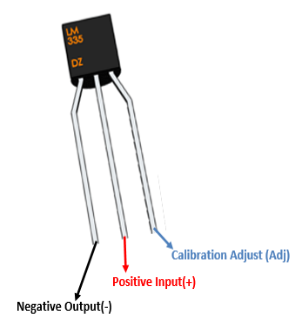 LM
335
DZ
Calibration Adjust (Adj)
Positive Input(+)
Negative Output(-)